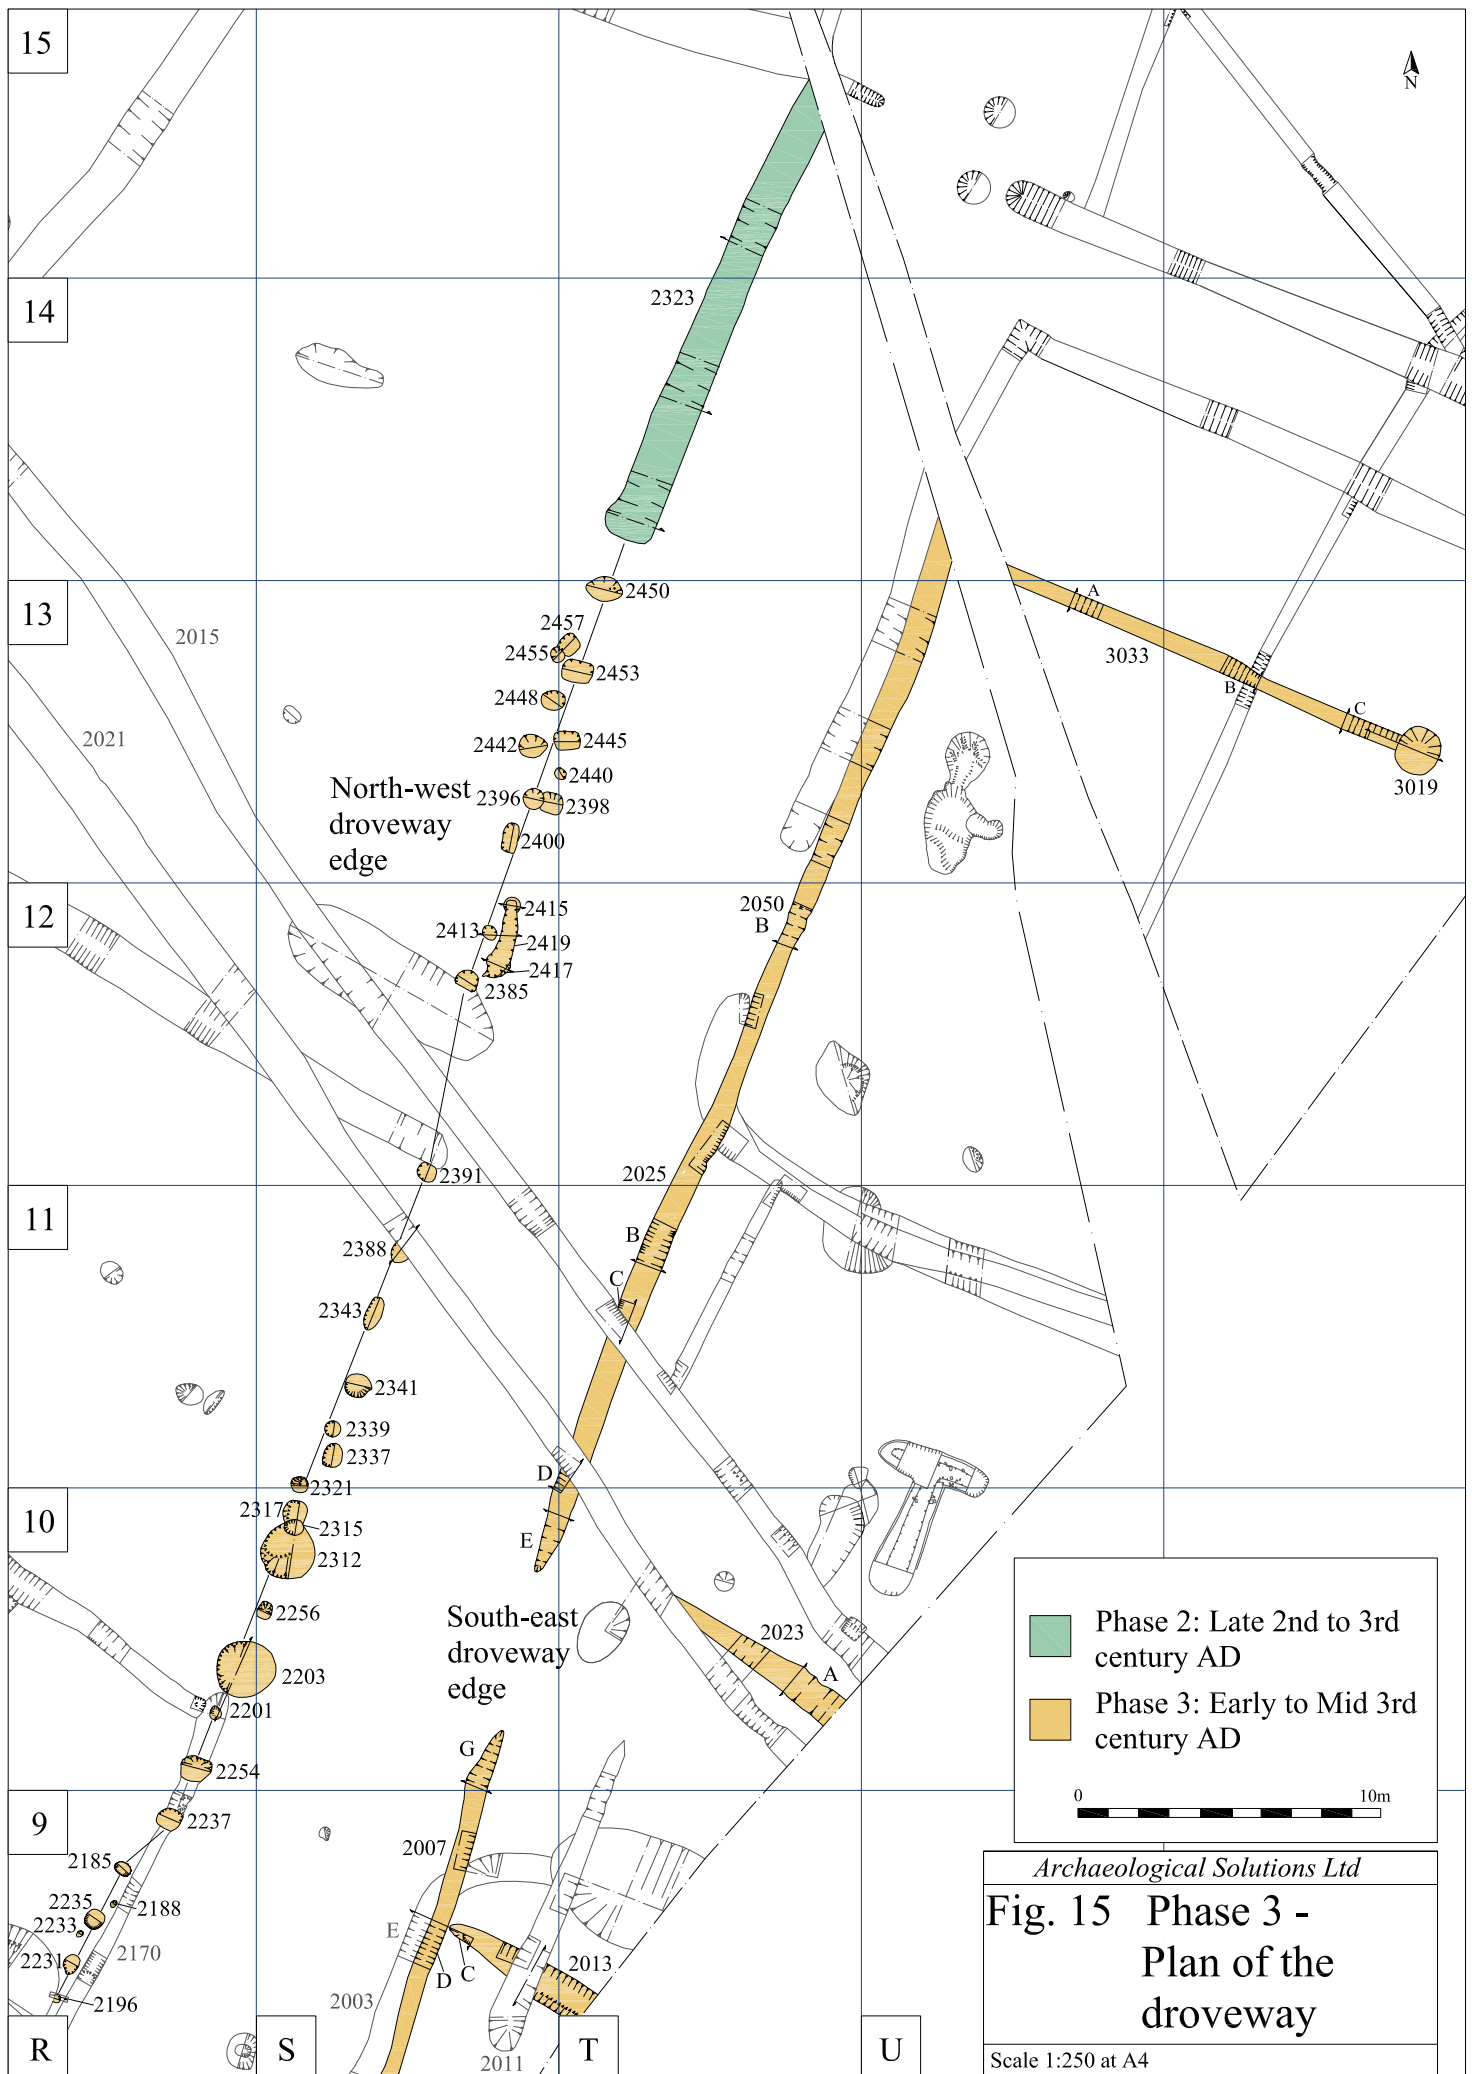 15
N
14
2323
2450
13
2457
2455
2453
2015
2448
2442
2445
2021
2440
2396
2398
2400
North-west
droveway
edge
A
3033
B
C
3019
12
2415
2413
2419
2417
2385
2050
B
2391
2025
11
B
2388
C
2343
2341
2339
2337
D
2321
10
2317
2315
2312
E
2256
South-east
droveway
edge
2023
A
2203
2201
2254
G
Phase 2: Late 2nd to 3rd
century AD
Phase 3: Early to Mid 3rd
century AD
0
10m
9
2237
2007
2185
2188
2235
2233
2170
2231
2196
E
D
C
2013
2003
2011
R
S
T
U
Archaeological Solutions Ltd
Fig. 15 Phase 3 -
Plan of the
droveway
Scale 1:250 at A4